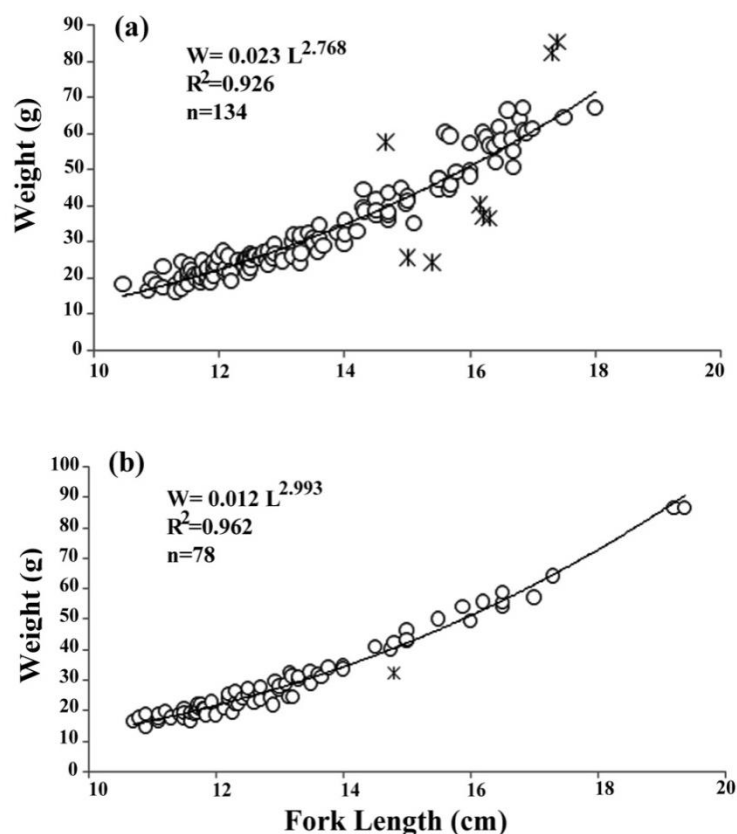 (a)
W= 0.023 L2.768
R2=0.926
n=134
Weight (g)
90
80
70
60
50
40
30
20
10
0
10 12 14 16 18 20
(b)
W= 0.012 L2.993
R2=0.962
n=78
Weight (g)
100
90
80
70
60
50
40
30
20
10
0
10 12 14 16 18 20
Fork Length (cm)